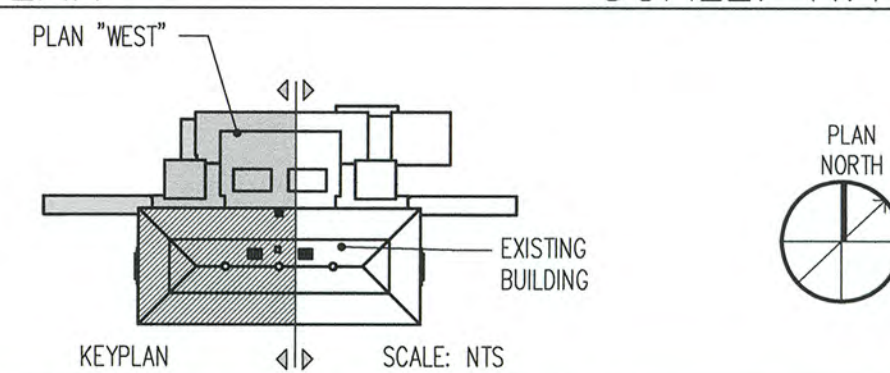 PLAN "WEST"
PLAN
NORTH
EXISTING
BUILDING
KEYPLAN
SCALE: NTS